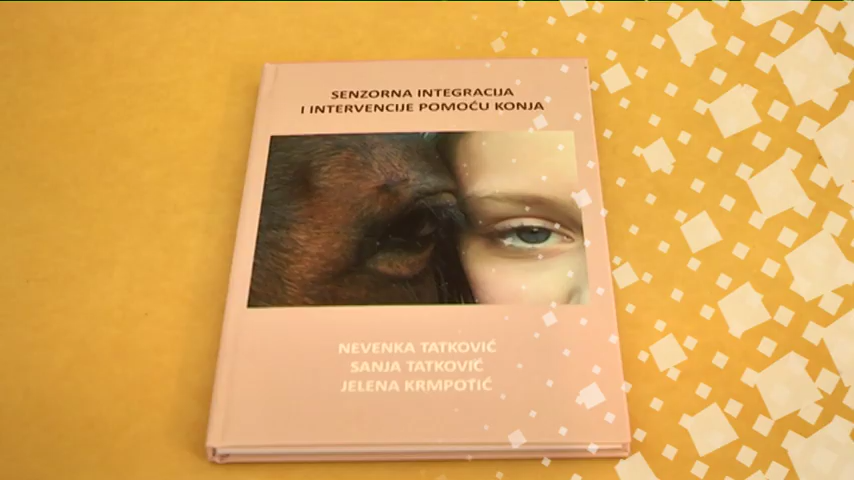 SENZORNA INTEGRACIJA
I INTERVENCIJE POMOĆU KONJA
NEVENKA TATKOVIĆ
SANJA TATKOVIĆ
JELENA KRMPOTIĆ